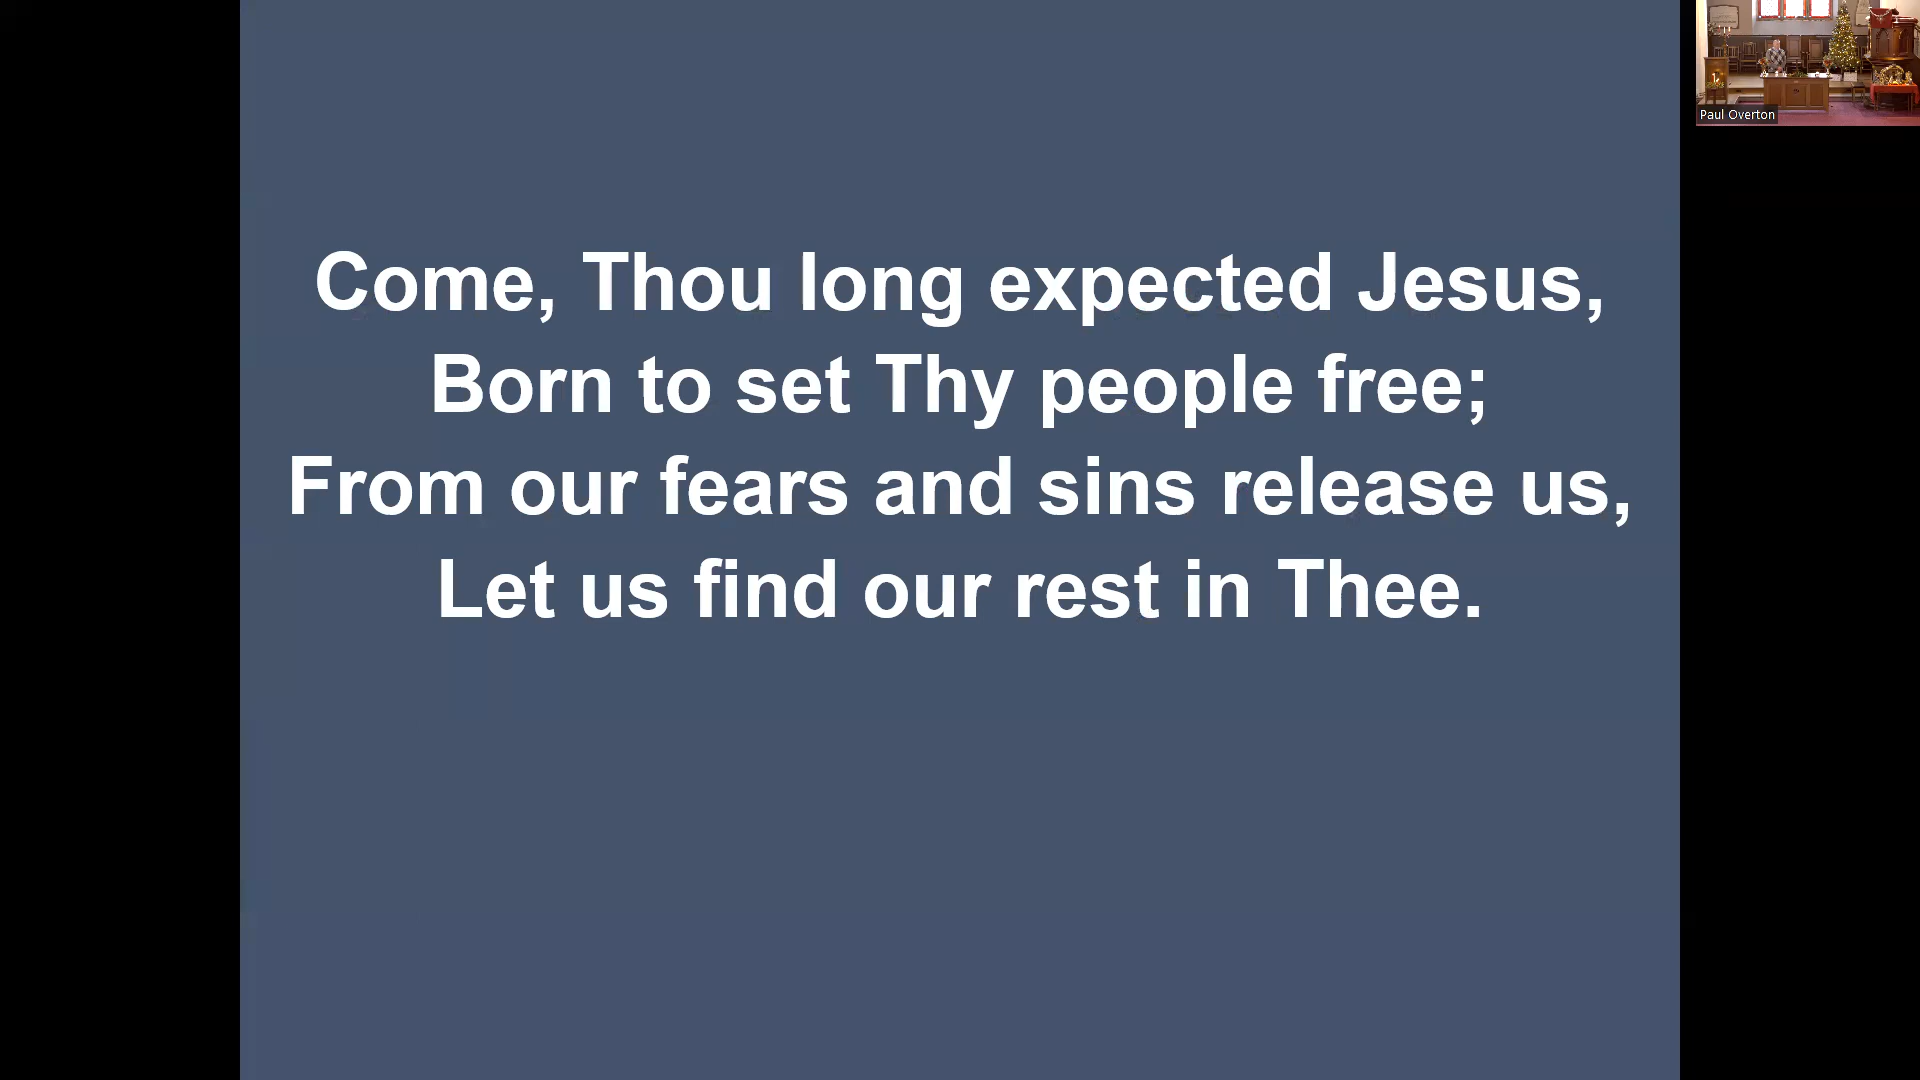 Come, Thou long expected Jesus,
Born to set Thy people free;
From our fears and sins release us,
Let us find our rest in Thee.
Paul Overton